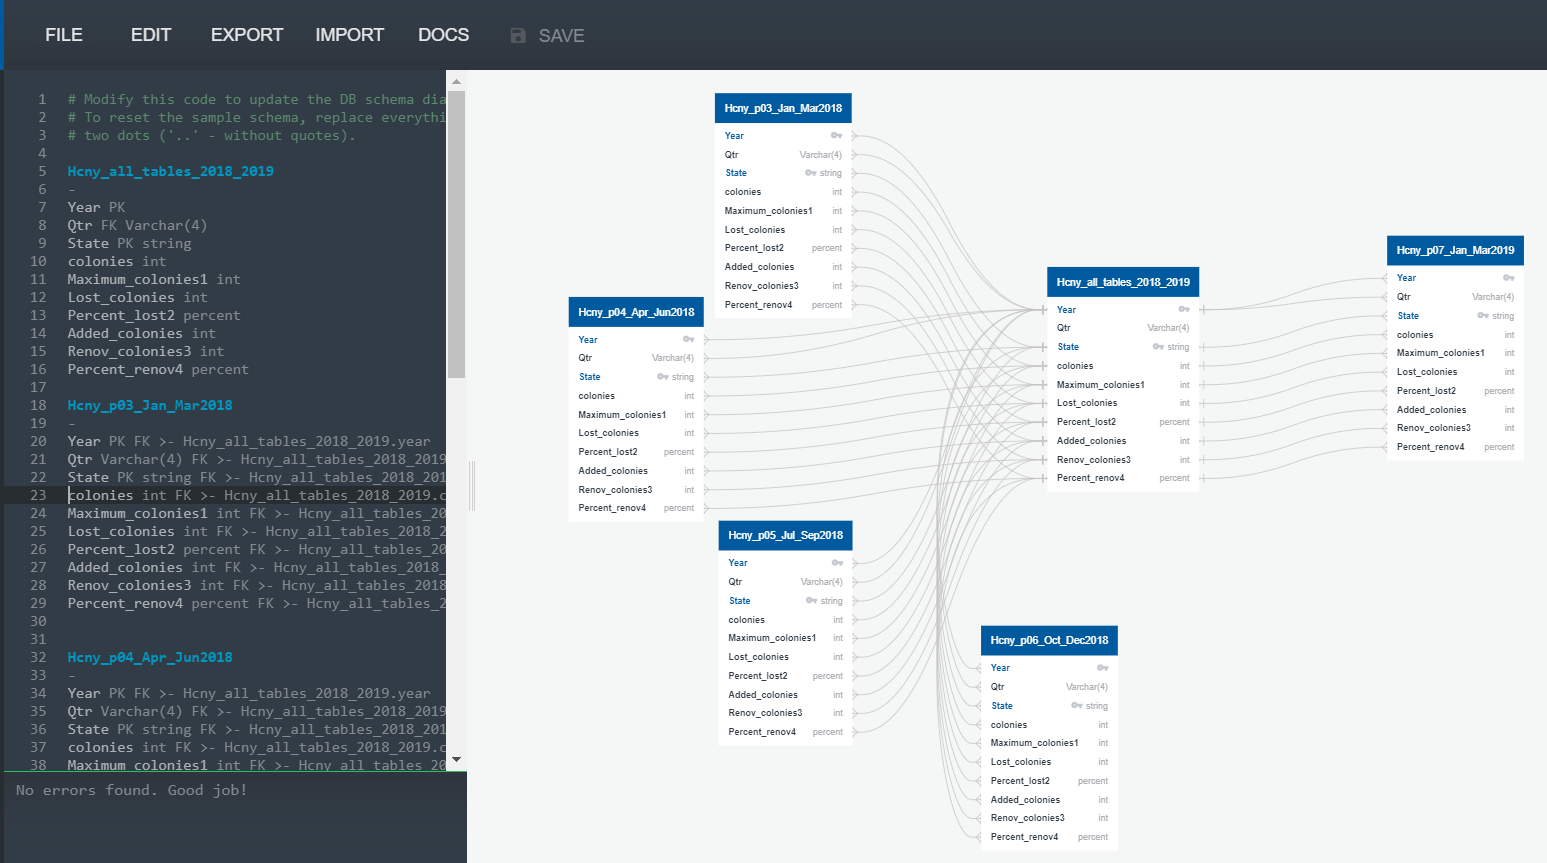 FILE EDIT EXPORT IMPORT DOCS SAVE
1 # Modify this code to update the DB schema dia
2 # To reset the sample schema, replace everythi
3 # two dots ('..' - without quotes).
4
5 Hcny_all_tables_2018_2019
6 -
7 Year PK
8 Qtr FK Varchar(4)
9 State PK string
10 colonies int
11 Maximum_colonies1 int
12 Lost_colonies int
13 Percent_lost2 percent
14 Added_colonies int
15 Renov_colonies3 int
16 Percent_renov4 percent
17
18 Hcny_p03_Jan_Mar2018
19 -
20 Year PK FK >- Hcny_all_tables_2018_2019.year
21 Qtr Varchar(4) FK >- Hcny_all_tables_2018_2019
22 State PK string FK >- Hcny_all_tables_2018_201
23 colonies int FK >- Hcny_all_tables_2018_2019.c
24 Maximum_colonies1 int FK >- Hcny_all_tables_20
25 Lost_colonies int FK >- Hcny_all_tables_2018_2
26 Percent_lost2 percent FK >- Hcny_all_tables_20
27 Added_colonies int FK >- Hcny_all_tables_2018_
28 Renov_colonies3 int FK >- Hcny_all_tables_2018
29 Percent_renov4 percent FK >- Hcny_all_tables_2
30
31
32 Hcny_p04_Apr_Jun2018
33 -
34 Year PK FK >- Hcny_all_tables_2018_2019.year
35 Qtr Varchar(4) FK >- Hcny_all_tables_2018_2019
36 State PK string FK >- Hcny_all_tables_2018_201
37 colonies int FK >- Hcny_all_tables_2018_2019.c
38 Maximum_colonies1 int FK >- Hcny_all_tables_20
No errors found. Good job!
Hcny_p03_Jan_Mar2018
Year
Qtr Varchar(4)
State string
colonies int
Maximum_colonies1 int
Lost_colonies int
Percent_lost2 percent
Added_colonies int
Renov_colonies3 int
Percent_renov4 percent
Hcny_p04_Apr_Jun2018
Year
Qtr Varchar(4)
State string
colonies int
Maximum_colonies1 int
Lost_colonies int
Percent_lost2 percent
Added_colonies int
Renov_colonies3 int
Percent_renov4 percent
Hcny_p05_Jul_Sep2018
Year
Qtr Varchar(4)
State string
colonies int
Maximum_colonies1 int
Lost_colonies int
Percent_lost2 percent
Added_colonies int
Renov_colonies3 int
Percent_renov4 percent
Hcny_all_tables_2018_2019
Year
Qtr Varchar(4)
State string
colonies int
Maximum_colonies1 int
Lost_colonies int
Percent_lost2 percent
Added_colonies int
Renov_colonies3 int
Percent_renov4 percent
Hcny_p06_Oct_Dec2018
Year
Qtr Varchar(4)
State string
colonies int
Maximum_colonies1 int
Lost_colonies int
Percent_lost2 percent
Added_colonies int
Renov_colonies3 int
Percent_renov4 percent
Hcny_p07_Jan_Mar2019
Year
Qtr Varchar(4)
State string
colonies int
Maximum_colonies1 int
Lost_colonies int
Percent_lost2 percent
Added_colonies int
Renov_colonies3 int
Percent_renov4 percent